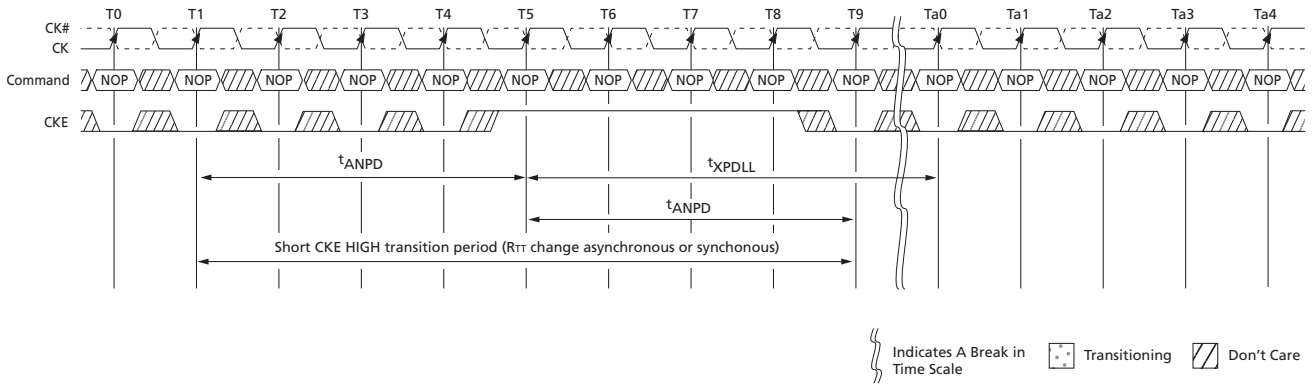 T0 T1 T2 T3 T4 T5 T6 T7 T8 T9 Ta0 Ta1 Ta2 Ta3 Ta4
CK#
CK
Command NOP NOP NOP NOP NOP NOP NOP NOP NOP NOP NOP NOP NOP NOP NOP
CKE
tANPD tXPDLL
tANPD
Short CKE HIGH transition period (RTT change asynchronous or synchonous)
Indicates A Break in
Time Scale
Transitioning
Don't Care